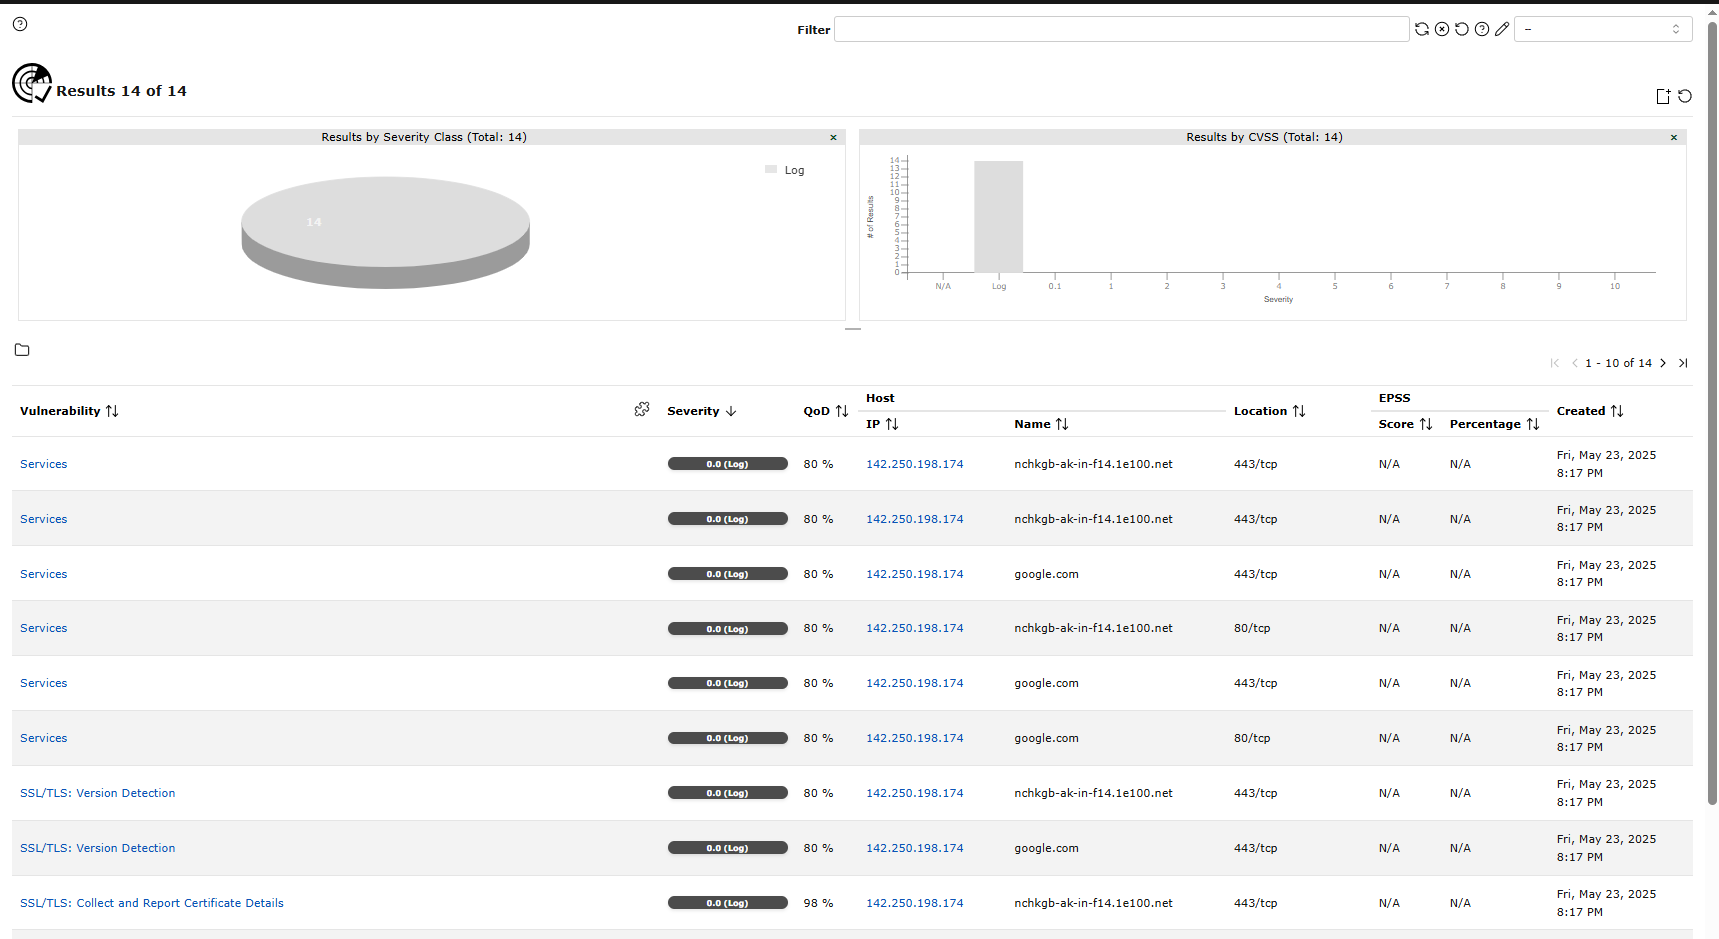 Filter
--
Results 14 of 14
Results by Severity Class (Total: 14)
×
14
Log
Results by CVSS (Total: 14)
×
# of Results
14
13
12
11
10
9
8
7
6
5
4
3
2
1
0
N/A Log 0.1 1 2 3 4 5 6 7 8 9 10
Severity
1 - 10 of 14
Vulnerability Severity QoD Host Location EPSS Created
IP Name Score Percentage
Services 0.0 (Log) 80 % 142.250.198.174 nchkgb-ak-in-f14.1e100.net 443/tcp N/A N/A Fri, May 23, 2025
8:17 PM
Services 0.0 (Log) 80 % 142.250.198.174 nchkgb-ak-in-f14.1e100.net 443/tcp N/A N/A Fri, May 23, 2025
8:17 PM
Services 0.0 (Log) 80 % 142.250.198.174 google.com 443/tcp N/A N/A Fri, May 23, 2025
8:17 PM
Services 0.0 (Log) 80 % 142.250.198.174 nchkgb-ak-in-f14.1e100.net 80/tcp N/A N/A Fri, May 23, 2025
8:17 PM
Services 0.0 (Log) 80 % 142.250.198.174 google.com 443/tcp N/A N/A Fri, May 23, 2025
8:17 PM
Services 0.0 (Log) 80 % 142.250.198.174 google.com 80/tcp N/A N/A Fri, May 23, 2025
8:17 PM
SSL/TLS: Version Detection 0.0 (Log) 80 % 142.250.198.174 nchkgb-ak-in-f14.1e100.net 443/tcp N/A N/A Fri, May 23, 2025
8:17 PM
SSL/TLS: Version Detection 0.0 (Log) 80 % 142.250.198.174 google.com 443/tcp N/A N/A Fri, May 23, 2025
8:17 PM
SSL/TLS: Collect and Report Certificate Details 0.0 (Log) 98 % 142.250.198.174 nchkgb-ak-in-f14.1e100.net 443/tcp N/A N/A Fri, May 23, 2025
8:17 PM